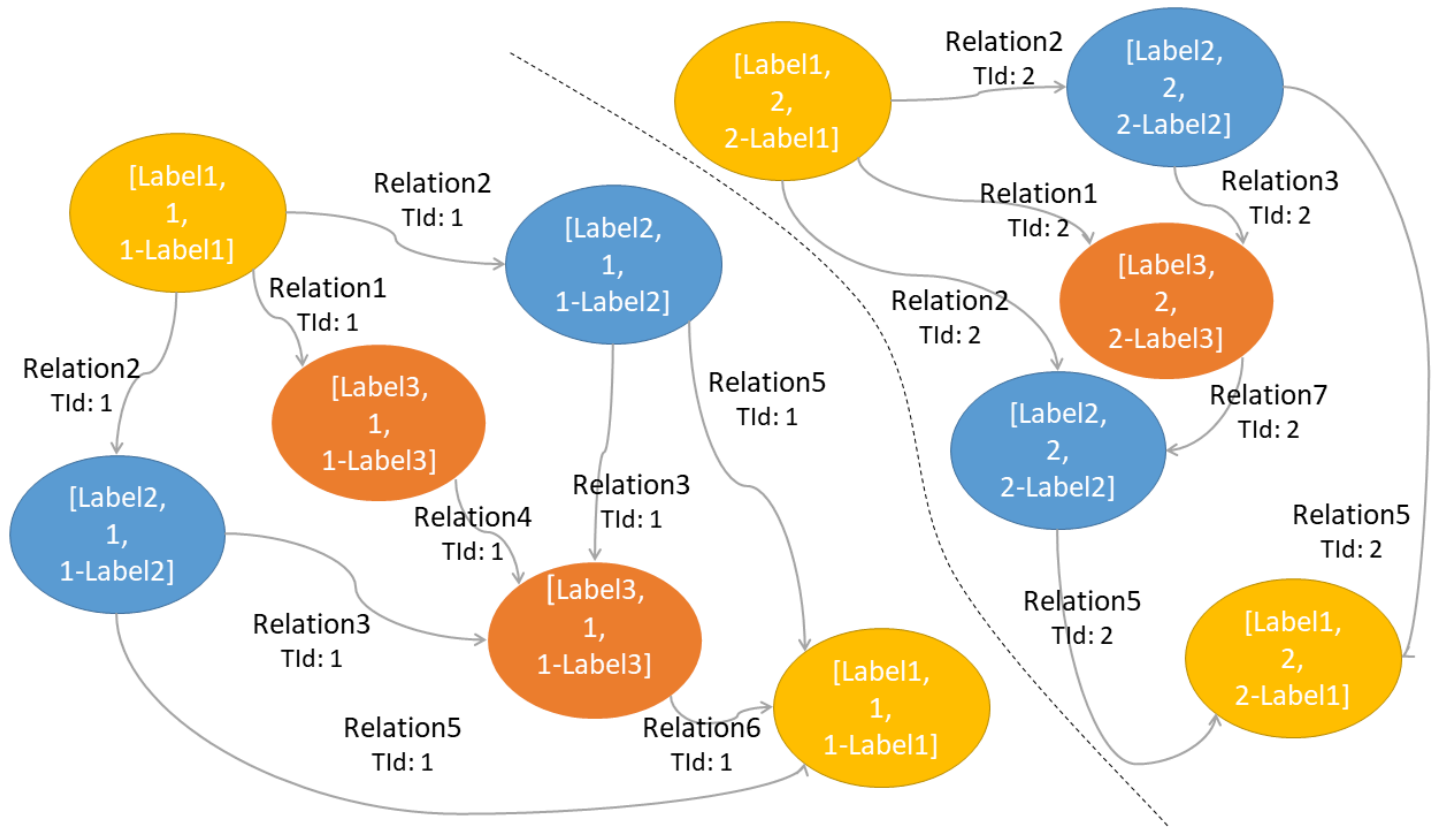 [Label1,
1,
1-Label1]
Relation2
TId: 1
[Label2,
1,
1-Label2]
Relation1
TId: 1
Relation2
TId: 1
[Label3,
1,
1-Label3]
Relation5
TId: 1
[Label2,
1,
1-Label2]
Relation4
TId: 1
Relation3
TId: 1
Relation3
TId: 1
[Label3,
1,
1-Label3]
Relation5
TId: 1
Relation6
TId: 1
[Label1,
1,
1-Label1]
[Label1,
2,
2-Label1]
Relation2
TId: 2
[Label2,
2,
2-Label2]
Relation1
TId: 2
Relation3
TId: 2
[Label3,
2,
2-Label3]
Relation2
TId: 2
Relation7
TId: 2
[Label2,
2,
2-Label2]
Relation5
TId: 2
Relation5
TId: 2
[Label1,
2,
2-Label1]